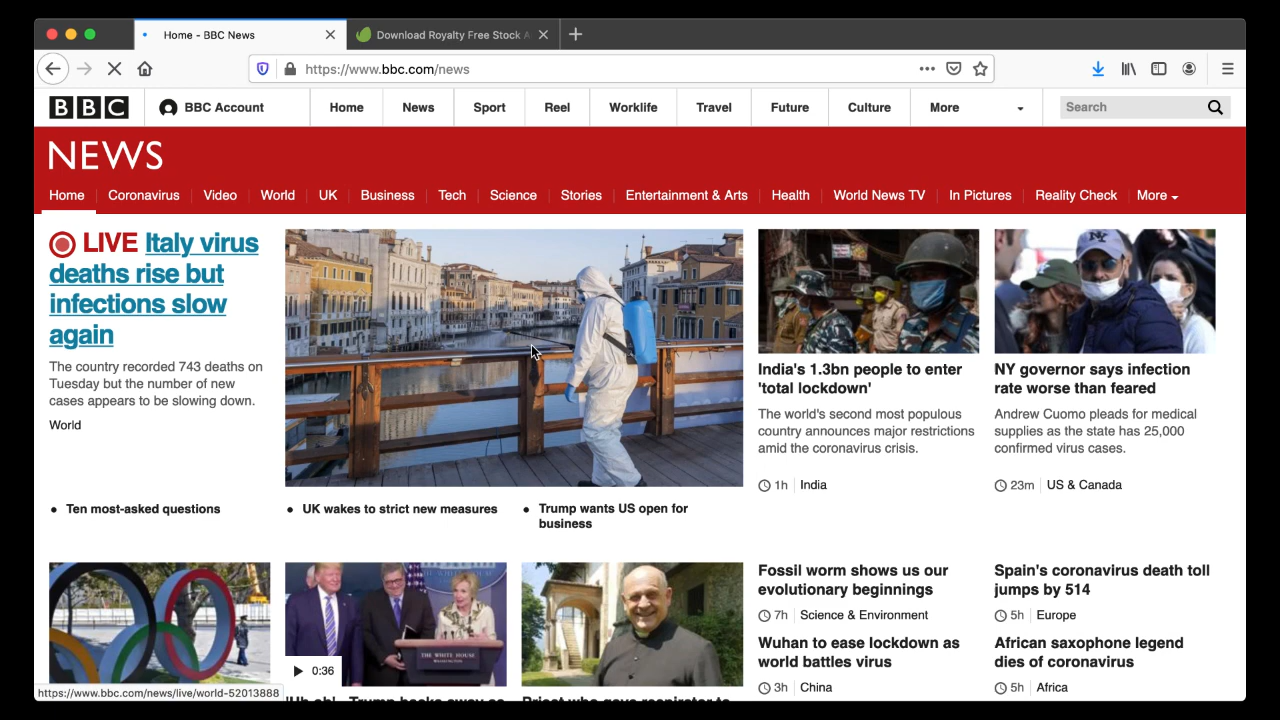 Home - BBC News
Download Royalty Free Stock A
https://www.bbc.com/news
BBC
BBC Account
Home
News
Sport
Reel
Worklife
Travel
Future
Culture
More
Search
NEWS
Home
Coronavirus
Video
World
UK
Business
Tech
Science
Stories
Entertainment & Arts
Health
World News TV
In Pictures
Reality Check
More
LIVE Italy virus
deaths rise but
infections slow
again
The country recorded 743 deaths on
Tuesday but the number of new
cases appears to be slowing down.
World
India's 1.3bn people to enter
'total lockdown'
The world's second most populous
country announces major restrictions
amid the coronavirus crisis.
1h
India
NY
NY governor says infection
rate worse than feared
Andrew Cuomo pleads for medical
supplies as the state has 25,000
confirmed virus cases.
23m
US & Canada
Ten most-asked questions
UK wakes to strict new measures
Trump wants US open for
business
THE WHITE HOUSE
WASHINGTON
0:36
Fossil worm shows us our
evolutionary beginnings
7h
Science & Environment
Spain's coronavirus death toll
jumps by 514
5h
Europe
Wuhan to ease lockdown as
world battles virus
3h
China
African saxophone legend
dies of coronavirus
5h
Africa
https://www.bbc.com/news/live/world-52013888